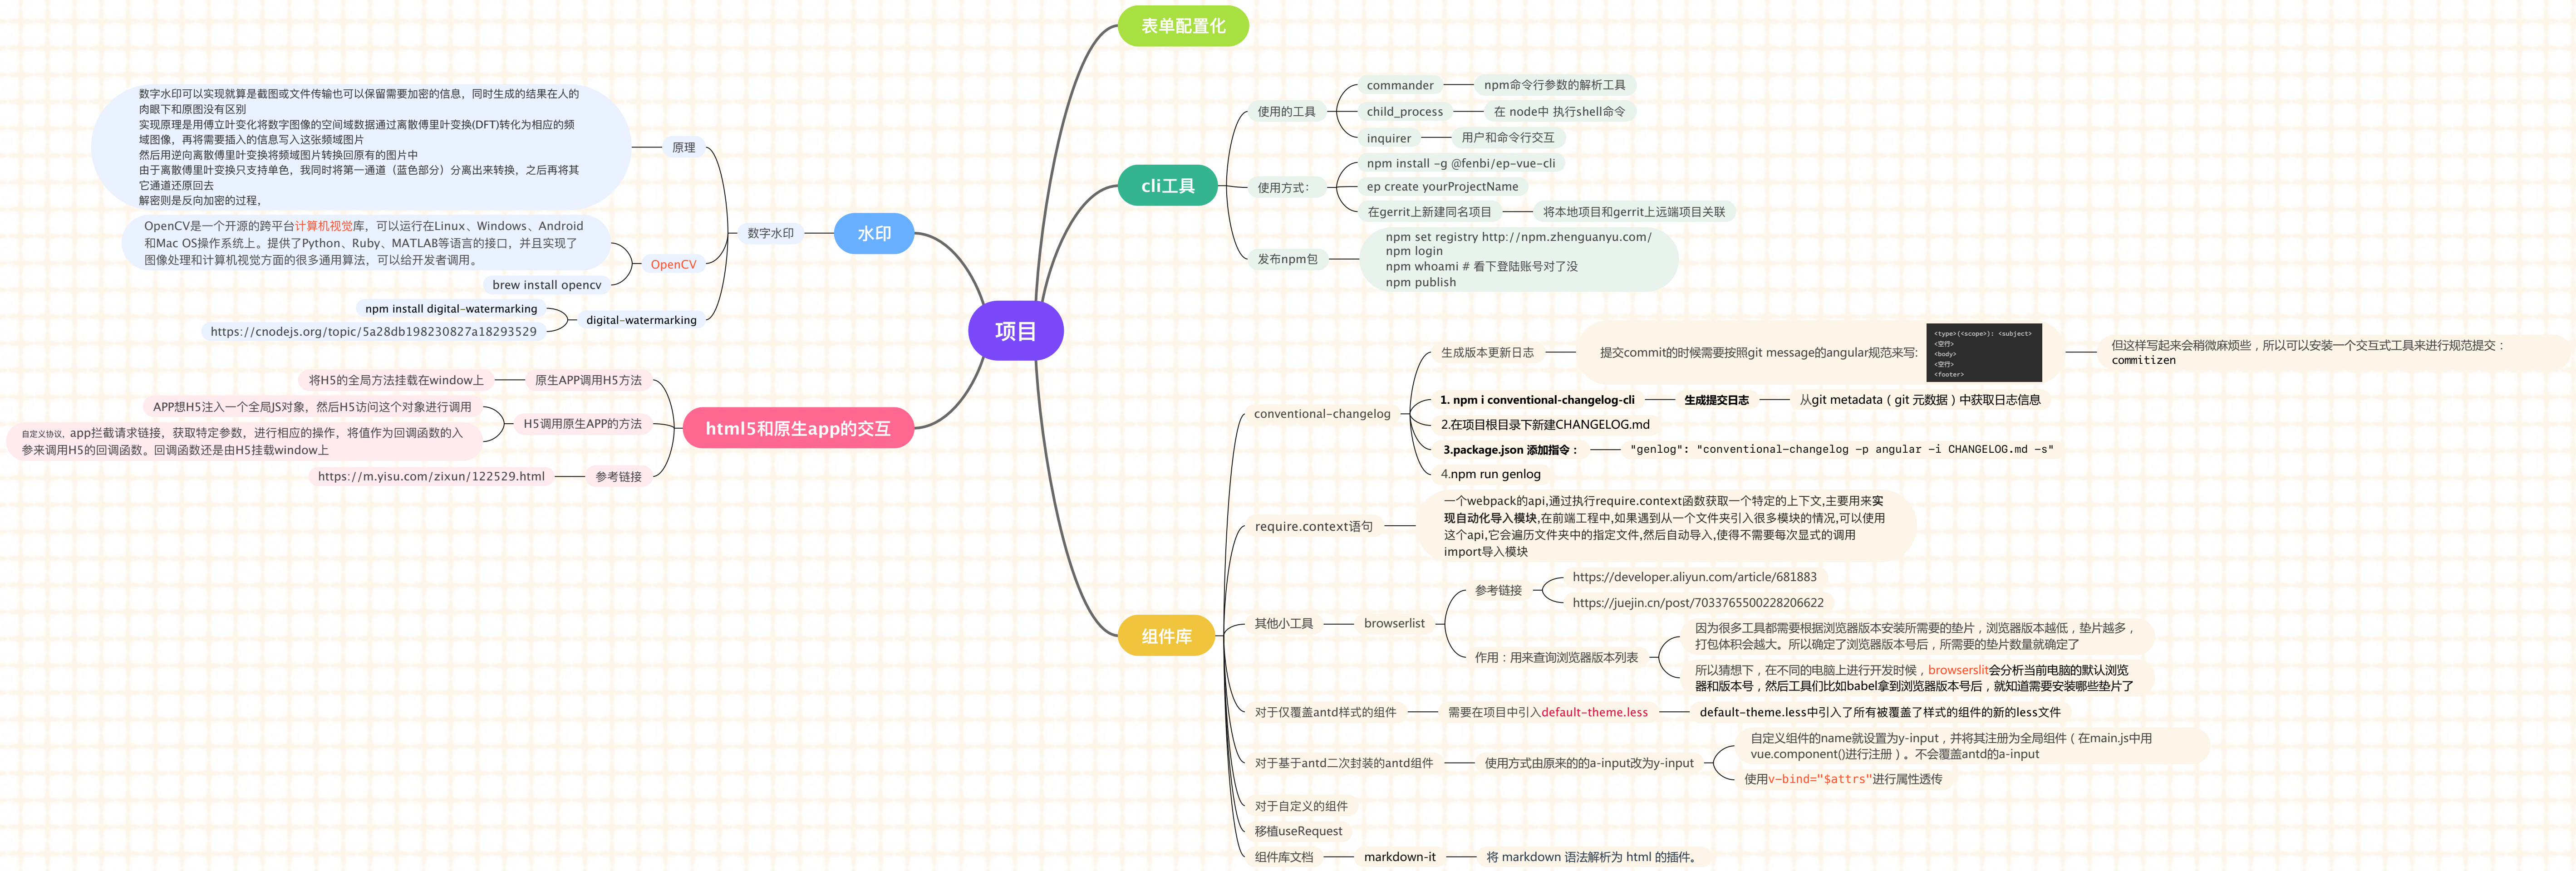 项目
表单配置化
cli工具
使用的工具
commander
npm命令行参数的解析工具
child_process
在 node中 执行shell命令
inquirer
用户和命令行交互
使用方式：
npm install -g @fenbi/ep-vue-cli
ep create yourProjectName
在gerrit上新建同名项目
将本地项目和gerrit上远端项目关联
发布npm包
npm set registry http://npm.zhenguanyu.com/
npm login
npm whoami # 看下登陆账号对了没
npm publish
组件库
conventional-changelog
生成版本更新日志
提交commit的时候需要按照git message的angular规范来写:
<type>(<scope>): <subject>
<空行>
<body>
<空行>
<footer>
但这样写起来会稍微麻烦些，所以可以安装一个交互式工具来进行规范提交：
commitizen
1. npm i conventional-changelog-cli
生成提交日志
从git metadata（git 元数据）中获取日志信息
2.在项目根目录下新建CHANGELOG.md
3.package.json 添加指令：
"genlog": "conventional-changelog -p angular -i CHANGELOG.md -s"
4.npm run genlog
require.context语句
一个webpack的api,通过执行require.context函数获取一个特定的上下文,主要用来实
现自动化导入模块,在前端工程中,如果遇到从一个文件夹引入很多模块的情况,可以使用
这个api,它会遍历文件夹中的指定文件,然后自动导入,使得不需要每次显式的调用
import导入模块
其他小工具
browserlist
参考链接
https://developer.aliyun.com/article/681883
https://juejin.cn/post/7033765500228206622
作用：用来查询浏览器版本列表
因为很多工具都需要根据浏览器版本安装所需要的垫片，浏览器版本越低，垫片越多，
打包体积会越大。所以确定了浏览器版本号后，所需要的垫片数量就确定了
所以猜想下，在不同的电脑上进行开发时候，browserslit会分析当前电脑的默认浏览
器和版本号，然后工具们比如babel拿到浏览器版本号后，就知道需要安装哪些垫片了
对于仅覆盖antd样式的组件
需要在项目中引入default-theme.less
default-theme.less中引入了所有被覆盖了样式的组件的新的less文件
对于基于antd二次封装的antd组件
使用方式由原来的的a-input改为y-input
自定义组件的name就设置为y-input，并将其注册为全局组件（在main.js中用
vue.component()进行注册）。不会覆盖antd的a-input
使用v-bind="$attrs"进行属性透传
对于自定义的组件
移植useRequest
组件库文档
markdown-it
将 markdown 语法解析为 html 的插件。
水印
数字水印
原理
数字水印可以实现就算是截图或文件传输也可以保留需要加密的信息，同时生成的结果在人的
肉眼下和原图没有区别
实现原理是用傅立叶变化将数字图像的空间域数据通过离散傅里叶变换(DFT)转化为相应的频
域图像，再将需要插入的信息写入这张频域图片
然后用逆向离散傅里叶变换将频域图片转换回原有的图片中
由于离散傅里叶变换只支持单色，我同时将第一通道（蓝色部分）分离出来转换，之后再将其
它通道还原回去
解密则是反向加密的过程，
OpenCV
OpenCV是一个开源的跨平台计算机视觉库，可以运行在Linux、Windows、Android
和Mac OS操作系统上。提供了Python、Ruby、MATLAB等语言的接口，并且实现了
图像处理和计算机视觉方面的很多通用算法，可以给开发者调用。
brew install opencv
digital-watermarking
npm install digital-watermarking
https://cnodejs.org/topic/5a28db198230827a18293529
html5和原生app的交互
原生APP调用H5方法
将H5的全局方法挂载在window上
H5调用原生APP的方法
APP想H5注入一个全局JS对象，然后H5访问这个对象进行调用
自定义协议，app拦截请求链接，获取特定参数，进行相应的操作，将值作为回调函数的入
参来调用H5的回调函数。回调函数还是由H5挂载window上
参考链接
https://m.yisu.com/zixun/122529.html